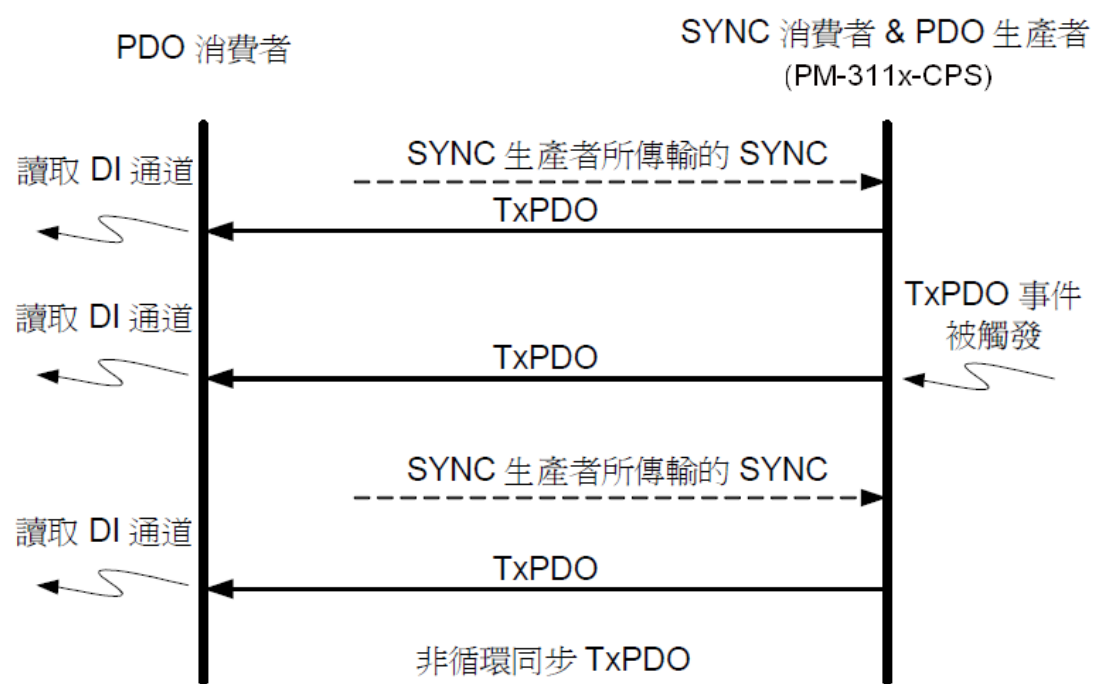 PDO 消費者
SYNC 消費者 & PDO 生產者
(PM-311x-CPS)
讀取 DI 通道
SYNC 生產者所傳輸的 SYNC
TxPDO
TxPDO 事件
被觸發
讀取 DI 通道
TxPDO
SYNC 生產者所傳輸的 SYNC
讀取 DI 通道
TxPDO
非循環同步 TxPDO